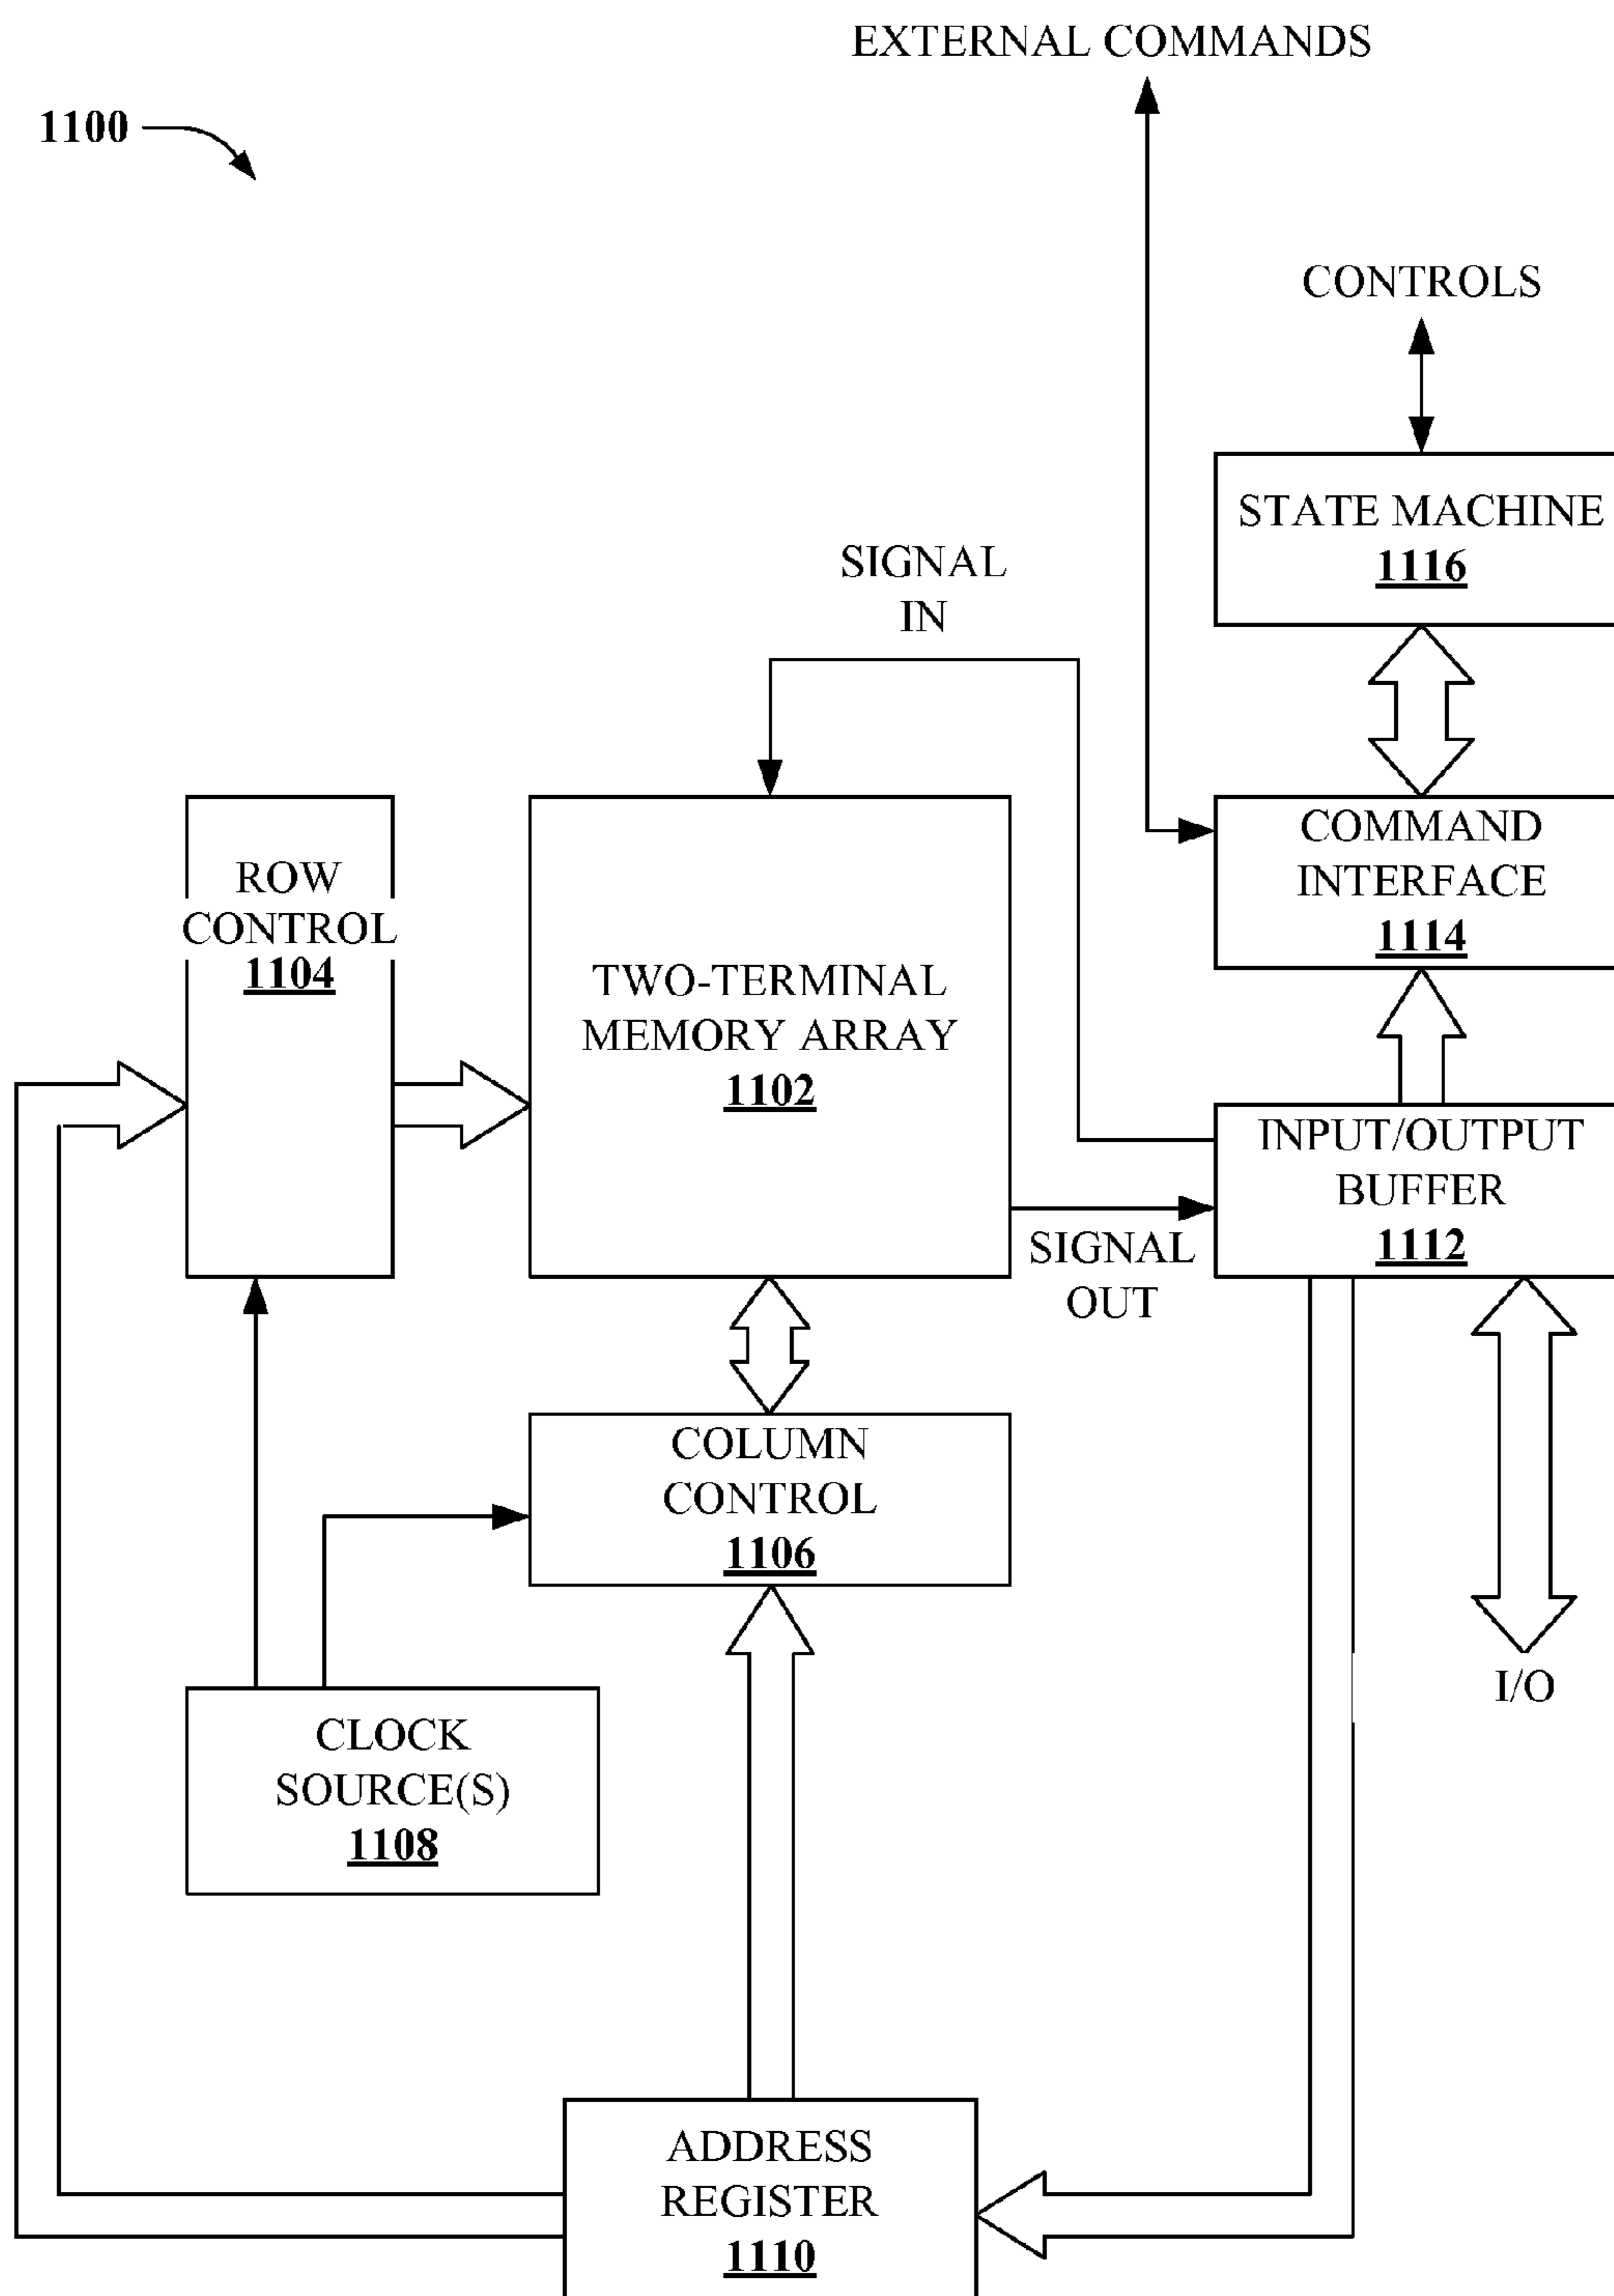 EXTERNAL COMMANDS
1100
CONTROLS
STATE MACHINE
1116
SIGNAL
IN
COMMAND
INTERFACE
1114
ROW
CONTROL
1104
TWO-TERMINAL
MEMORY ARRAY
1102
INPUT/OUTPUT
BUFFER
1112
SIGNAL
OUT
COLUMN
CONTROL
1106
I/O
CLOCK
SOURCE(S)
1108
ADDRESS
REGISTER
1110